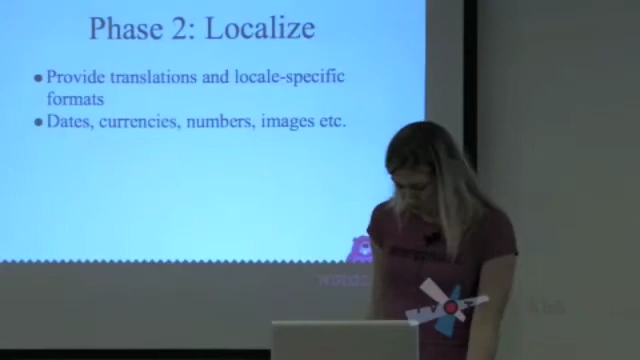 Phase 2: Localize
●Provide translations and locale-specific
formats
●Dates, currencies, numbers, images etc.